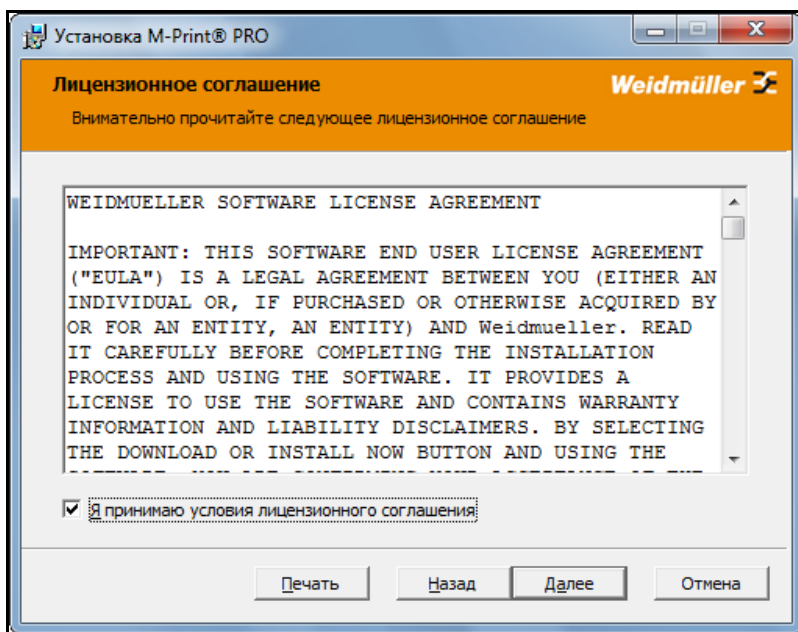 Установка M-Print® PRO
Лицензионное соглашение
Weidmüller
Внимательно прочитайте следующее лицензионное соглашение
WEIDMUELLER SOFTWARE LICENSE AGREEMENT
IMPORTANT: THIS SOFTWARE END USER LICENSE AGREEMENT
("EULA") IS A LEGAL AGREEMENT BETWEEN YOU (EITHER AN
INDIVIDUAL OR, IF PURCHASED OR OTHERWISE ACQUIRED BY
OR FOR AN ENTITY, AN ENTITY) AND Weidmueller. READ
IT CAREFULLY BEFORE COMPLETING THE INSTALLATION
PROCESS AND USING THE SOFTWARE. IT PROVIDES A
LICENSE TO USE THE SOFTWARE AND CONTAINS WARRANTY
INFORMATION AND LIABILITY DISCLAIMERS. BY SELECTING
THE DOWNLOAD OR INSTALL NOW BUTTON AND USING THE
Я принимаю условия лицензионного соглашения
Печать
Назад
Далее
Отмена